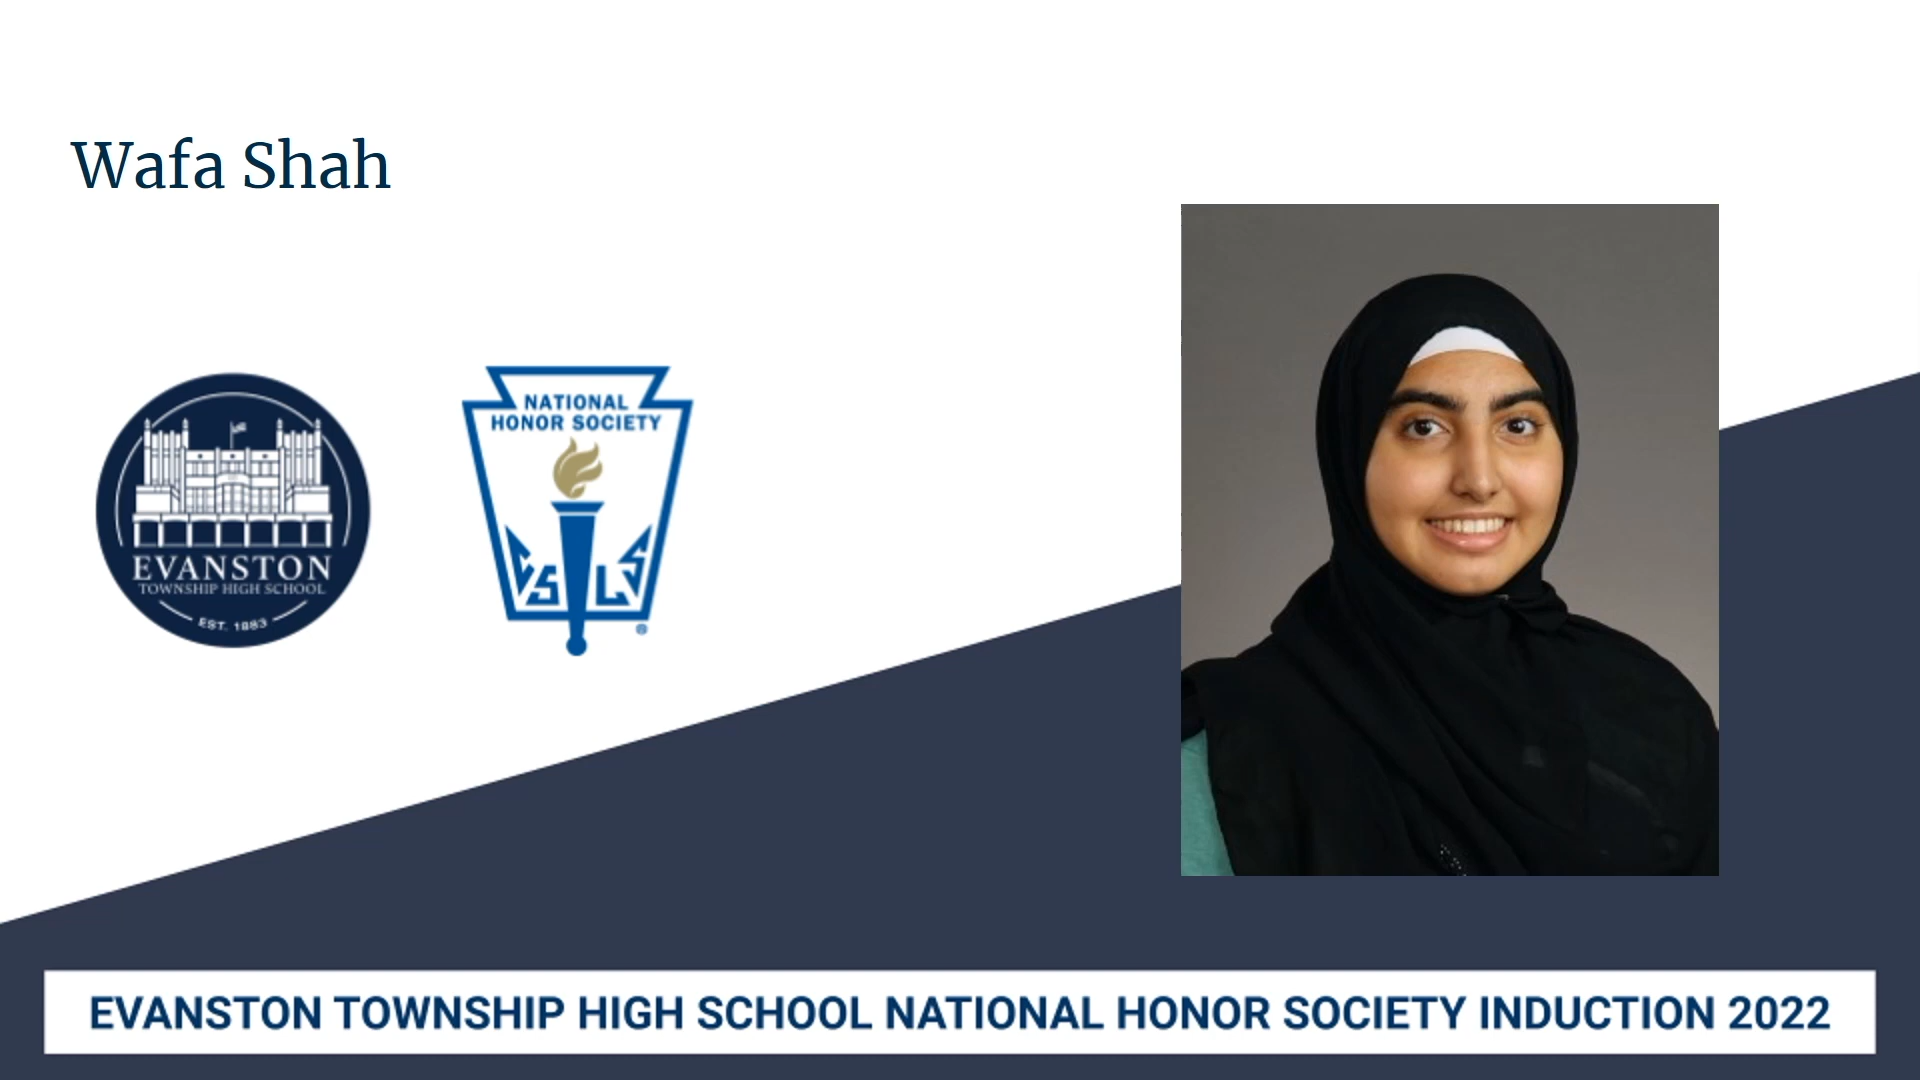 Wafa Shah
EVANSTON
TOWNSHIP HIGH SCHOOL
EST. 1883
NATIONAL
HONOR SOCIETY
C S L S
®
EVANSTON TOWNSHIP HIGH SCHOOL NATIONAL HONOR SOCIETY INDUCTION 2022